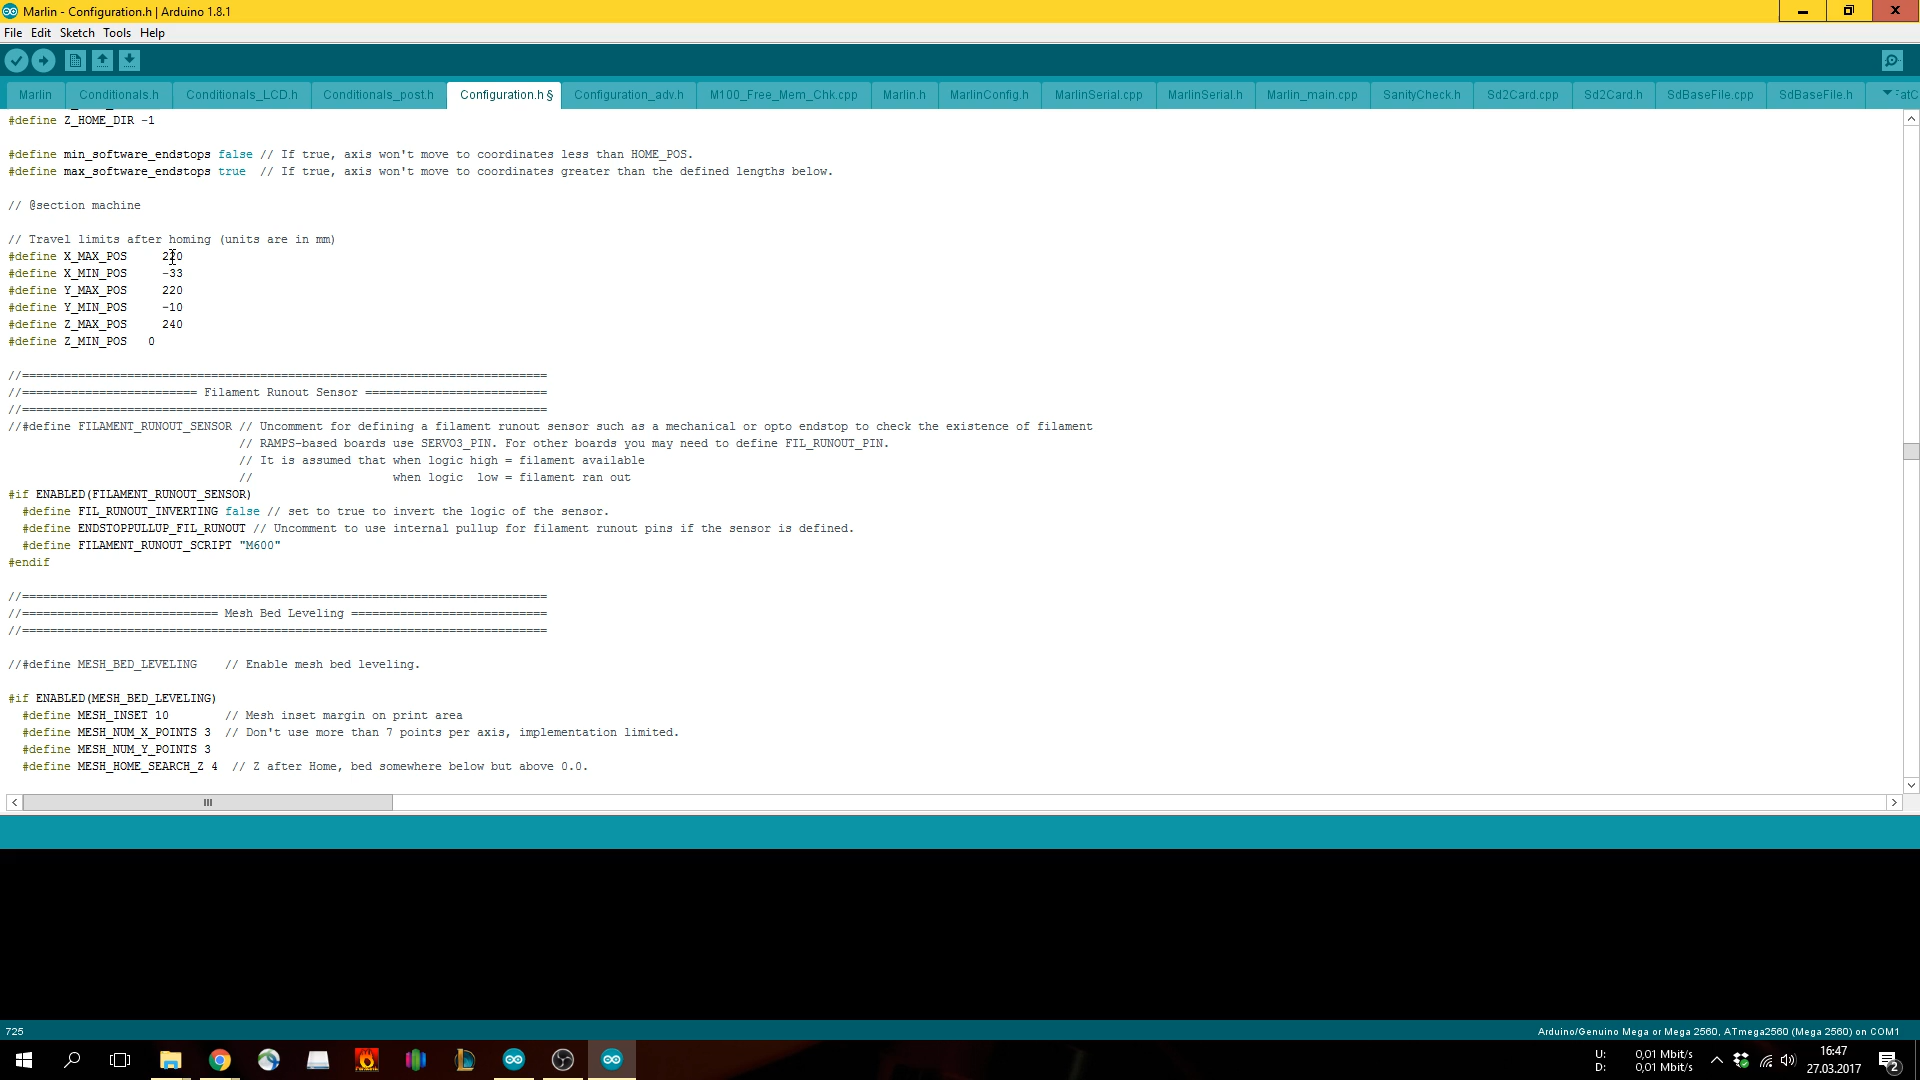 Marlin - Configuration.h | Arduino 1.8.1
File Edit Sketch Tools Help
Marlin Conditionals.h Conditionals_LCD.h Conditionals_post.h Configuration.h § Configuration_adv.h M100_Free_Mem_Chk.cpp Marlin.h MarlinConfig.h MarlinSerial.cpp MarlinSerial.h Marlin_main.cpp SanityCheck.h Sd2Card.cpp Sd2Card.h SdBaseFile.cpp SdBaseFile.h FatC
#define Z_HOME_DIR -1
#define min_software_endstops false // If true, axis won't move to coordinates less than HOME_POS.
#define max_software_endstops true // If true, axis won't move to coordinates greater than the defined lengths below.
// @section machine
// Travel limits after homing (units are in mm)
#define X_MAX_POS
#define X_MIN_POS -33
#define Y_MAX_POS 220
#define Y_MIN_POS -10
#define Z_MAX_POS 240
#define Z_MIN_POS 0
//===========================================================================
//========================= Filament Runout Sensor ==========================
//===========================================================================
//#define FILAMENT_RUNOUT_SENSOR // Uncomment for defining a filament runout sensor such as a mechanical or opto endstop to check the existence of filament
// RAMPS-based boards use SERVO3_PIN. For other boards you may need to define FIL_RUNOUT_PIN.
// It is assumed that when logic high = filament available
// when logic low = filament ran out
#if ENABLED(FILAMENT_RUNOUT_SENSOR)
#define FIL_RUNOUT_INVERTING false // set to true to invert the logic of the sensor.
#define ENDSTOPPULLUP_FIL_RUNOUT // Uncomment to use internal pullup for filament runout pins if the sensor is defined.
#define FILAMENT_RUNOUT_SCRIPT "M600"
#endif
//===========================================================================
//============================ Mesh Bed Leveling ============================
//===========================================================================
//#define MESH_BED_LEVELING // Enable mesh bed leveling.
#if ENABLED(MESH_BED_LEVELING)
#define MESH_INSET 10 // Mesh inset margin on print area
#define MESH_NUM_X_POINTS 3 // Don't use more than 7 points per axis, implementation limited.
#define MESH_NUM_Y_POINTS 3
#define MESH_HOME_SEARCH_Z 4 // Z after Home, bed somewhere below but above 0.0.
725
Arduino/Genuino Mega or Mega 2560, ATmega2560 (Mega 2560) on COM1
U: 0,01 Mbit/s
D: 0,01 Mbit/s
16:47
27.03.2017
2